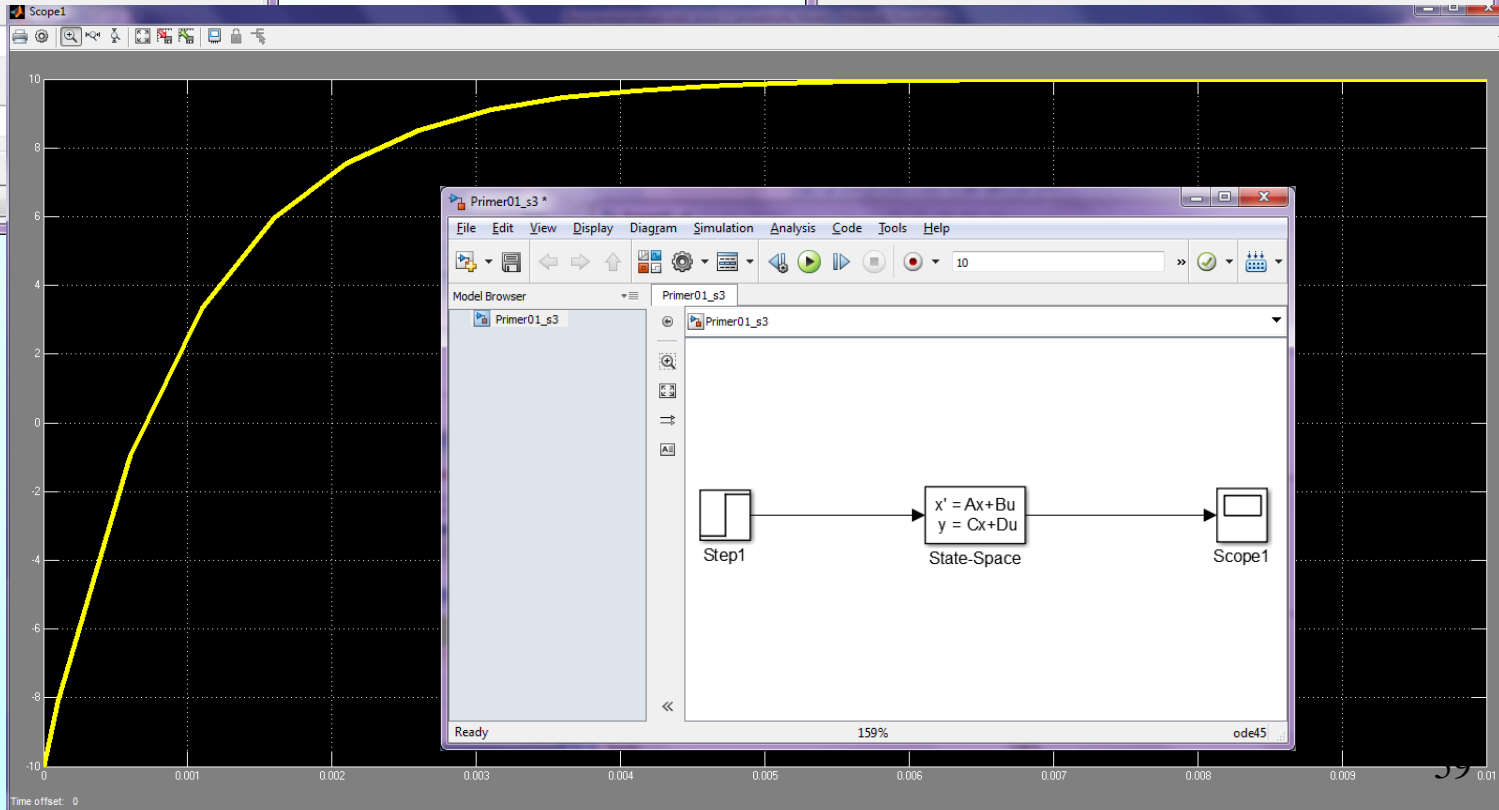 Scope1
10
8
6
4
2
0
-2
-4
-6
-8
-10
0 0.001 0.002 0.003 0.004 0.005 0.006 0.007 0.008 0.009 0.01
Time offset: 0
Primer01_s3 *
File Edit View Display Diagram Simulation Analysis Code Tools Help
10 »
Model Browser
Primer01_s3
Primer01_s3
Primer01_s3
x' = Ax+Bu
y = Cx+Du
Step1 State-Space Scope1
Ready 159% ode45